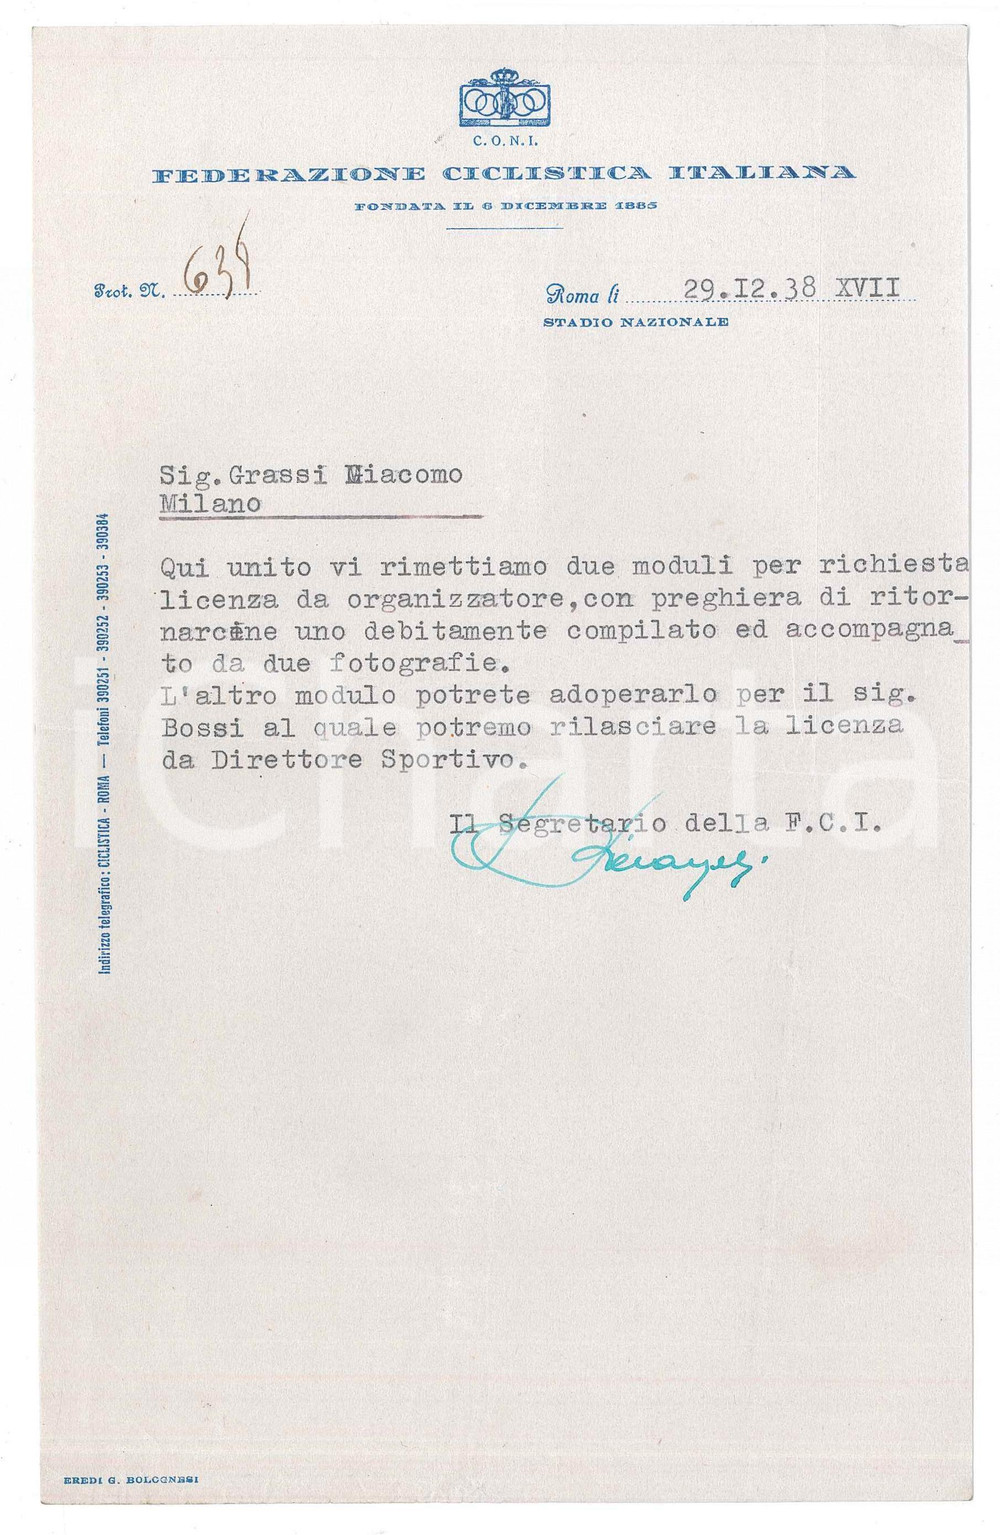 C.O.N.I.
FEDERAZIONE CICLISTICA ITALIANA
FONDATA IL 6 DICEMBRE 1885
Prot. N. 638
Roma li 29.I2.38 XVII
STADIO NAZIONALE
Sig.Grassi Giacomo
Milano
Qui unito vi rimettiamo due moduli per richiesta
licenza da organizzatore,con preghiera di ritor-
narcene uno debitamente compilato ed accompagna_
to da due fotografie.
L'altro modulo potrete adoperarlo per il sig.
Bossi al quale potremo rilasciare la licenza
da Direttore Sportivo.
Il Segretario della F.C.I.
Indirizzo telegrafico: CICLISTICA - ROMA — Telefoni 390251 - 390252 - 390253 - 390384
iCharta
EREDI G. BOLOGNESI